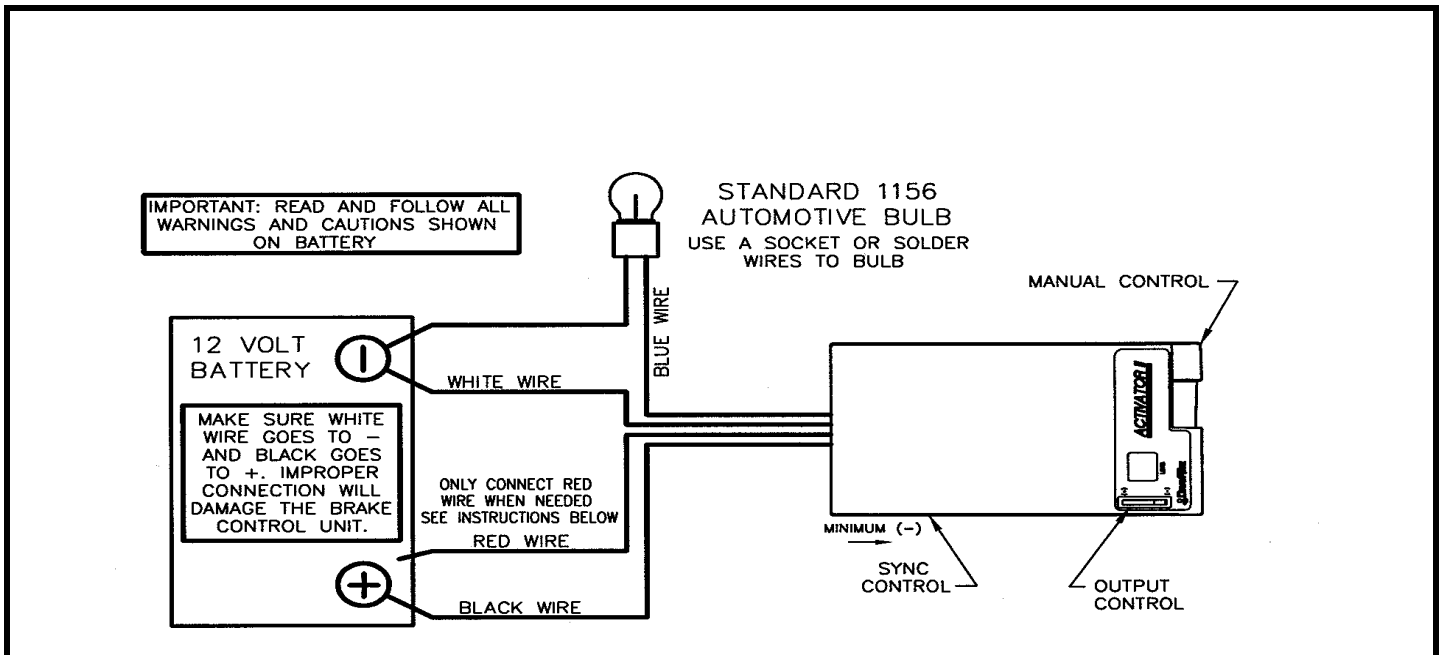 IMPORTANT: READ AND FOLLOW ALL
WARNINGS AND CAUTIONS SHOWN
ON BATTERY
STANDARD 1156
AUTOMOTIVE BULB
USE A SOCKET OR SOLDER
WIRES TO BULB
MANUAL CONTROL
BLUE WIRE
12 VOLT
BATTERY
WHITE WIRE
MAKE SURE WHITE
WIRE GOES TO −
AND BLACK GOES
TO +. IMPROPER
CONNECTION WILL
DAMAGE THE BRAKE
CONTROL UNIT.
ONLY CONNECT RED
WIRE WHEN NEEDED
SEE INSTRUCTIONS BELOW
RED WIRE
BLACK WIRE
ACTIVATOR II
MINIMUM (−)
SYNC
CONTROL
OUTPUT
CONTROL